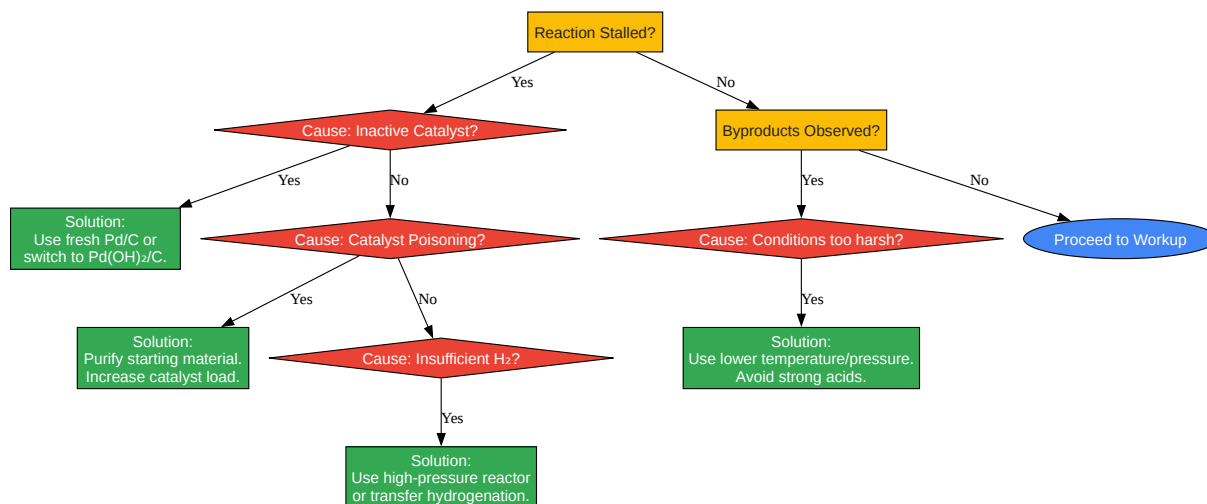 Reaction Stalled?
Yes
No
Cause: Inactive Catalyst?
Byproducts Observed?
Yes
No
Yes
No
Solution:
Use fresh Pd/C or
switch to Pd(OH)₂/C.
Cause: Catalyst Poisoning?
Cause: Conditions too harsh?
Proceed to Workup
Yes
No
Yes
Solution:
Purify starting material.
Increase catalyst load.
Cause: Insufficient H₂?
Solution:
Use lower temperature/pressure.
Avoid strong acids.
Yes
Solution:
Use high-pressure reactor
or transfer hydrogenation.